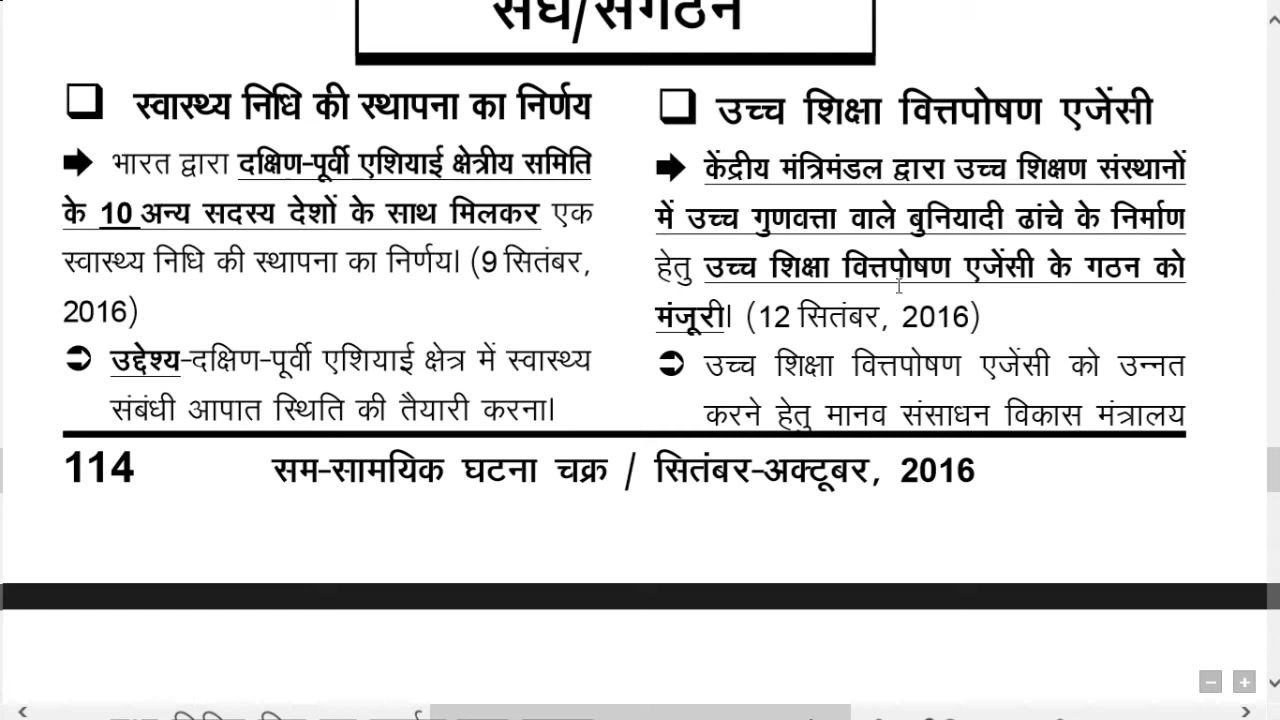 संघ/संगठन
❑ स्वास्थ्य निधि की स्थापना का निर्णय
➡ भारत द्वारा दक्षिण-पूर्वी एशियाई क्षेत्रीय समिति
के 10 अन्य सदस्य देशों के साथ मिलकर एक
स्वास्थ्य निधि की स्थापना का निर्णय। (9 सितंबर,
2016)
➲ उद्देश्य-दक्षिण-पूर्वी एशियाई क्षेत्र में स्वास्थ्य
संबंधी आपात स्थिति की तैयारी करना।
❑ उच्च शिक्षा वित्तपोषण एजेंसी
➡ केंद्रीय मंत्रिमंडल द्वारा उच्च शिक्षण संस्थानों
में उच्च गुणवत्ता वाले बुनियादी ढांचे के निर्माण
हेतु उच्च शिक्षा वित्तपोषण एजेंसी के गठन को
मंजूरी। (12 सितंबर, 2016)
➲ उच्च शिक्षा वित्तपोषण एजेंसी को उन्नत
करने हेतु मानव संसाधन विकास मंत्रालय
114 सम-सामयिक घटना चक्र / सितंबर-अक्टूबर, 2016